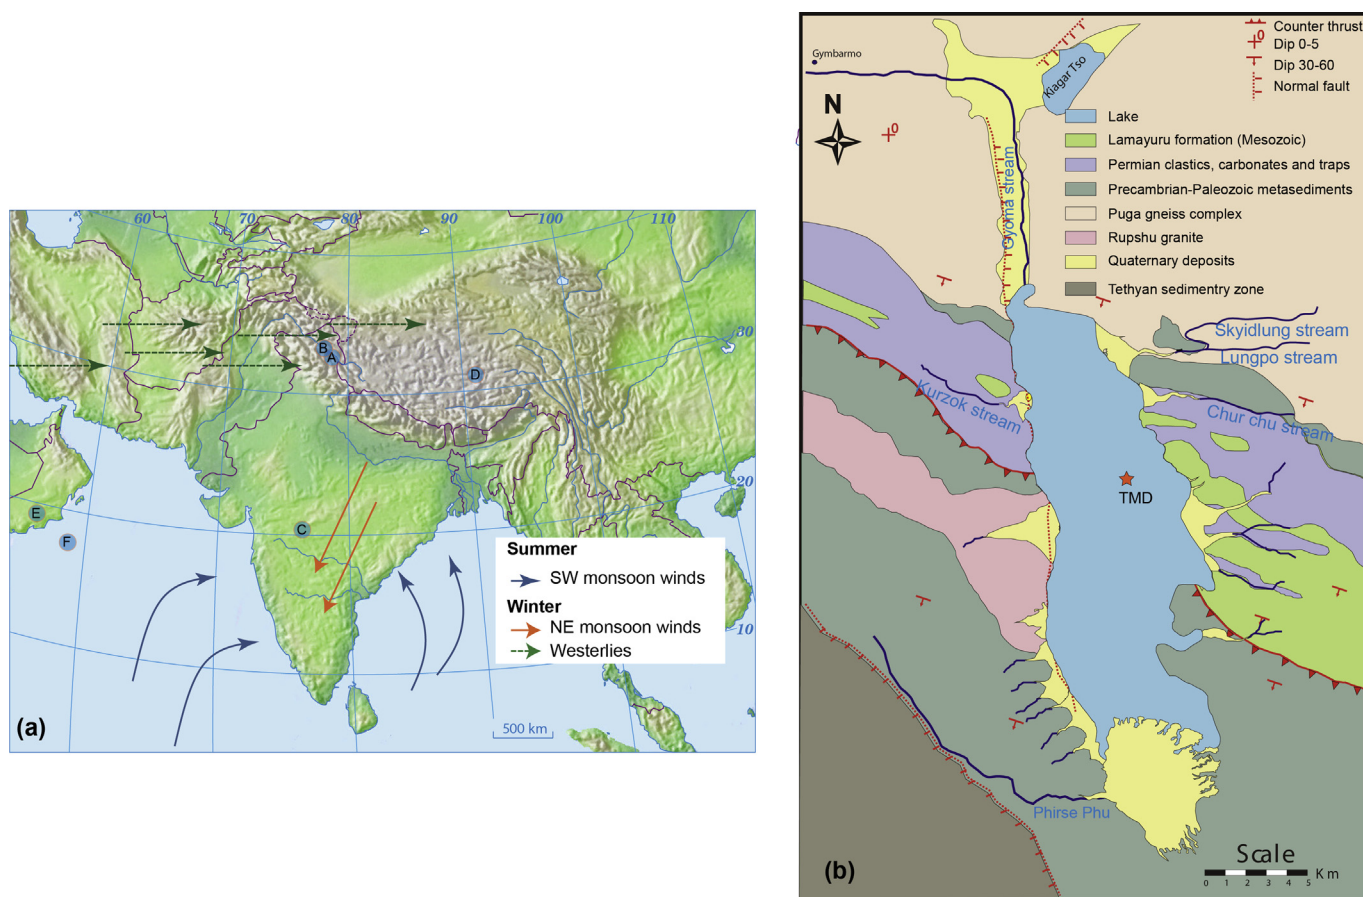 60
70
80
90
100
110
30
20
10
B
A
D
E
F
C
Summer
SW monsoon winds
Winter
NE monsoon winds
Westerlies
500 km
(a)
Gymbarmo
N
0
Kiagar Tso
Gyoma stream
Counter thrust
0
Dip 0-5
Dip 30-60
Normal fault
Lake
Lamayuru formation (Mesozoic)
Permian clastics, carbonates and traps
Precambrian-Paleozoic metasediments
Puga gneiss complex
Rupshu granite
Quaternary deposits
Tethyan sedimentry zone
Skyidlung stream
Lungpo stream
Kurzok stream
Chur chu stream
TMD
Phirse Phu
Scale
0 1 2 3 4 5 Km
(b)